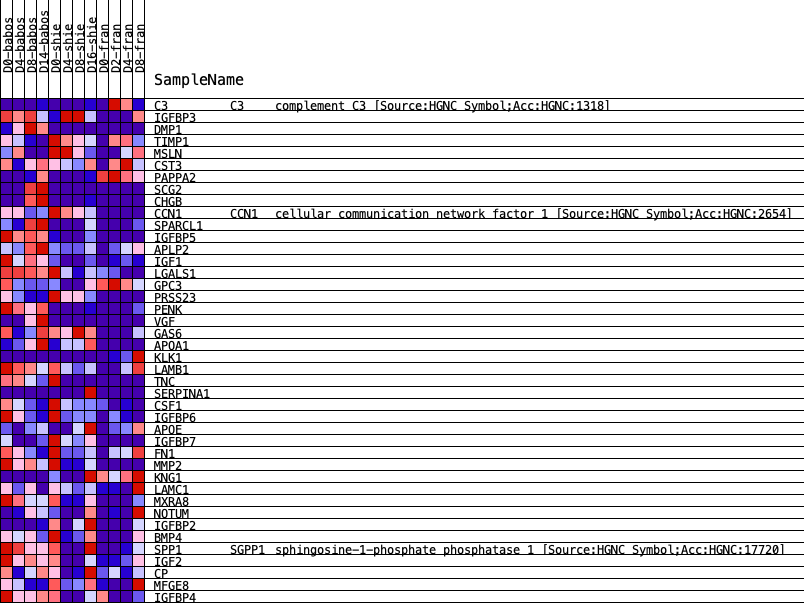 D0-babos
D4-babos
D8-babos
D14-babos
D0-shie
D4-shie
D8-shie
D16-shie
D0-fran
D2-fran
D4-fran
D8-fran
SampleName
C3 C3 complement C3 [Source:HGNC Symbol;Acc:HGNC:1318]
IGFBP3
DMP1
TIMP1
MSLN
CST3
PAPPA2
SCG2
CHGB
CCN1 CCN1 cellular communication network factor 1 [Source:HGNC Symbol;Acc:HGNC:2654]
SPARCL1
IGFBP5
APLP2
IGF1
LGALS1
GPC3
PRSS23
PENK
VGF
GAS6
APOA1
KLK1
LAMB1
TNC
SERPINA1
CSF1
IGFBP6
APOE
IGFBP7
FN1
MMP2
KNG1
LAMC1
MXRA8
NOTUM
IGFBP2
BMP4
SPP1 SGPP1 sphingosine-1-phosphate phosphatase 1 [Source:HGNC Symbol;Acc:HGNC:17720]
IGF2
CP
MFGE8
IGFBP4